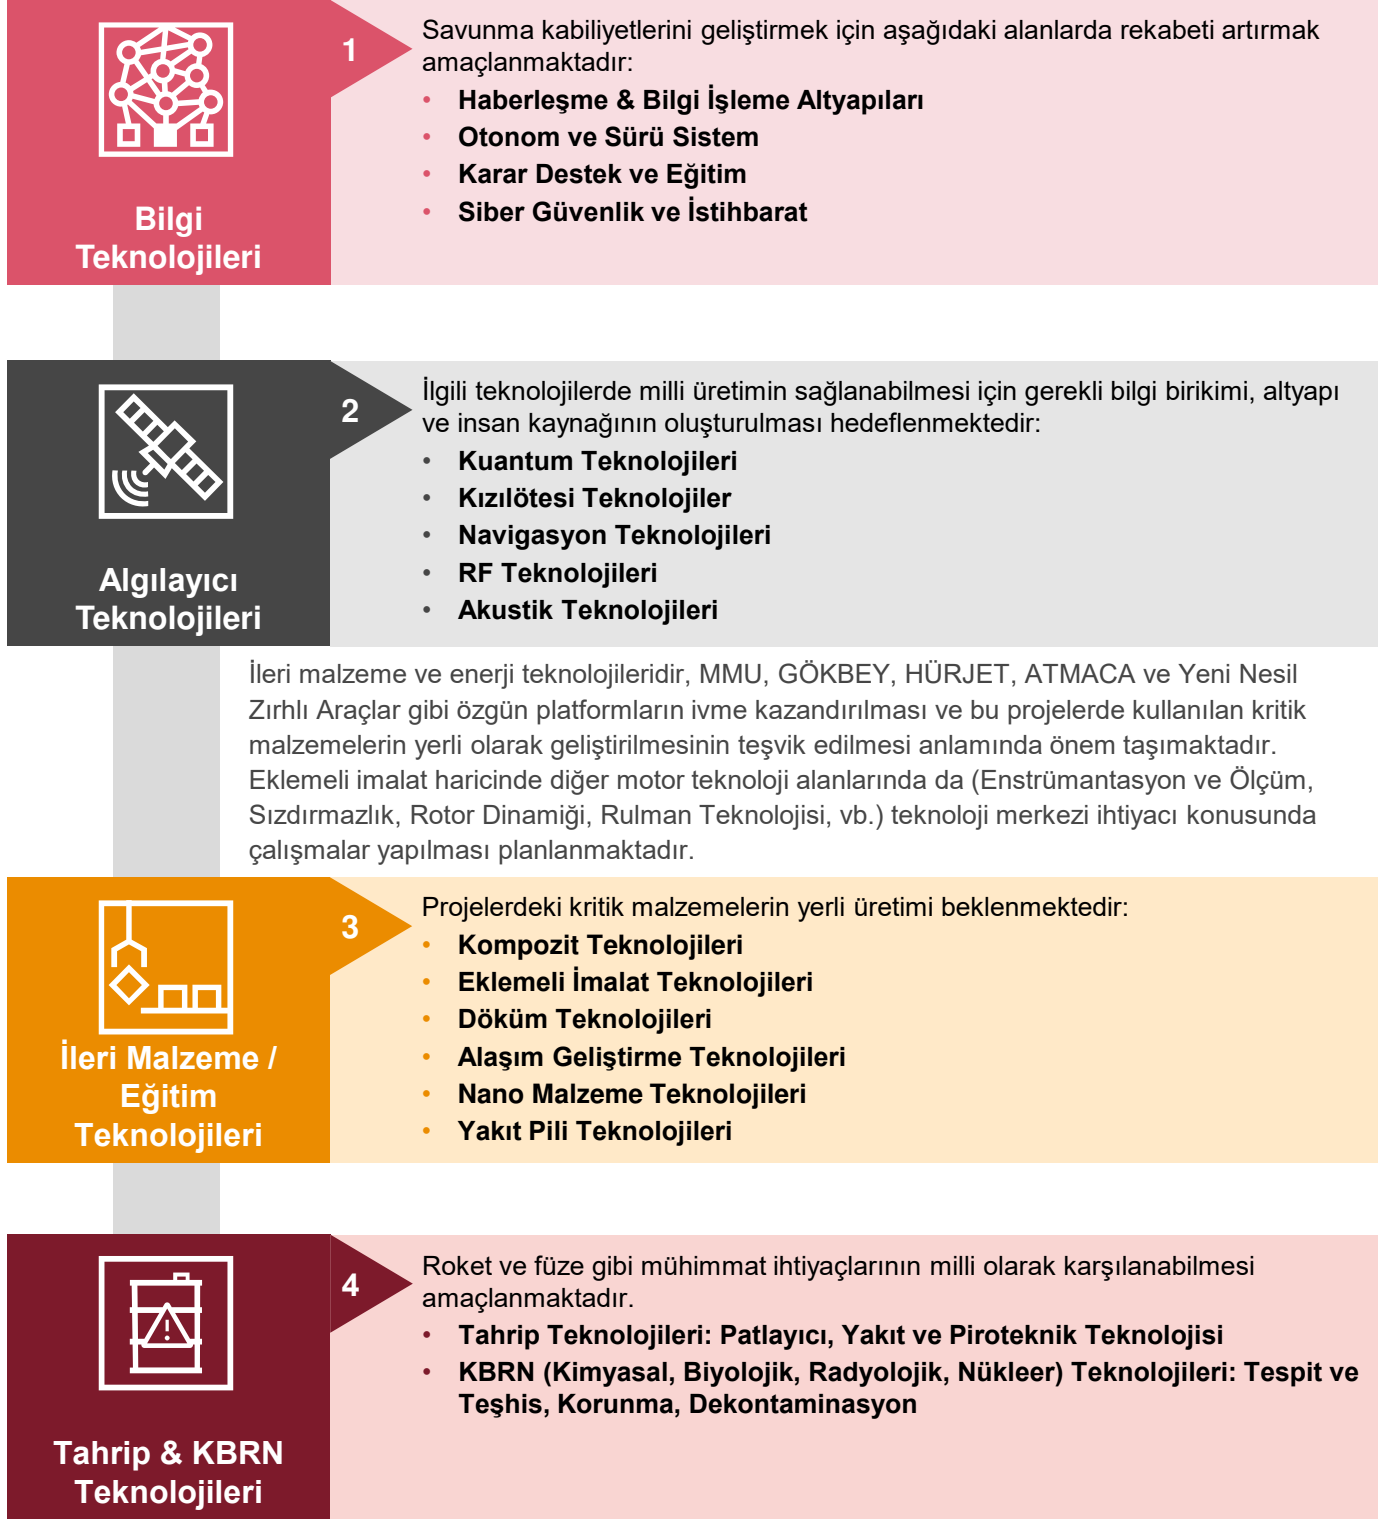 1
Savunma kabiliyetlerini geliştirmek için aşağıdaki alanlarda rekabeti artırmak
amaçlanmaktadır:
• Haberleşme & Bilgi İşleme Altyapıları
• Otonom ve Sürü Sistem
• Karar Destek ve Eğitim
• Siber Güvenlik ve İstihbarat
Bilgi
Teknolojileri
2
İlgili teknolojilerde milli üretimin sağlanabilmesi için gerekli bilgi birikimi, altyapı
ve insan kaynağının oluşturulması hedeflenmektedir:
• Kuantum Teknolojileri
• Kızılötesi Teknolojiler
• Navigasyon Teknolojileri
• RF Teknolojileri
• Akustik Teknolojileri
Algılayıcı
Teknolojileri
İleri malzeme ve enerji teknolojileridir, MMU, GÖKBEY, HÜRJET, ATMACA ve Yeni Nesil
Zırhlı Araçlar gibi özgün platformların ivme kazandırılması ve bu projelerde kullanılan kritik
malzemelerin yerli olarak geliştirilmesinin teşvik edilmesi anlamında önem taşımaktadır.
Eklemeli imalat haricinde diğer motor teknoloji alanlarında da (Enstrümantasyon ve Ölçüm,
Sızdırmazlık, Rotor Dinamiği, Rulman Teknolojisi, vb.) teknoloji merkezi ihtiyacı konusunda
çalışmalar yapılması planlanmaktadır.
3
Projelerdeki kritik malzemelerin yerli üretimi beklenmektedir:
• Kompozit Teknolojileri
• Eklemeli İmalat Teknolojileri
• Döküm Teknolojileri
• Alaşım Geliştirme Teknolojileri
• Nano Malzeme Teknolojileri
• Yakıt Pili Teknolojileri
İleri Malzeme /
Eğitim
Teknolojileri
4
Roket ve füze gibi mühimmat ihtiyaçlarının milli olarak karşılanabilmesi
amaçlanmaktadır.
• Tahrip Teknolojileri: Patlayıcı, Yakıt ve Piroteknik Teknolojisi
• KBRN (Kimyasal, Biyolojik, Radyolojik, Nükleer) Teknolojileri: Tespit ve
Teşhis, Korunma, Dekontaminasyon
Tahrip & KBRN
Teknolojileri